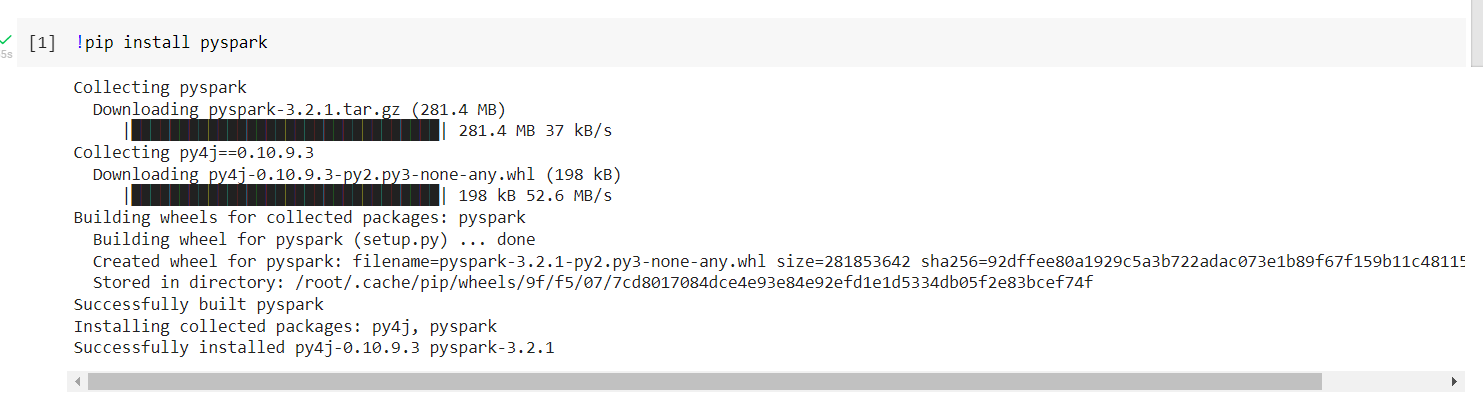 [1] !pip install pyspark
5s
Collecting pyspark
Downloading pyspark-3.2.1.tar.gz (281.4 MB)
| | 281.4 MB 37 kB/s
Collecting py4j==0.10.9.3
Downloading py4j-0.10.9.3-py2.py3-none-any.whl (198 kB)
| | 198 kB 52.6 MB/s
Building wheels for collected packages: pyspark
Building wheel for pyspark (setup.py) ... done
Created wheel for pyspark: filename=pyspark-3.2.1-py2.py3-none-any.whl size=281853642 sha256=92dffee80a1929c5a3b722adac073e1b89f67f159b11c48115
Stored in directory: /root/.cache/pip/wheels/9f/f5/07/7cd8017084dce4e93e84e92efd1e1d5334db05f2e83bcef74f
Successfully built pyspark
Installing collected packages: py4j, pyspark
Successfully installed py4j-0.10.9.3 pyspark-3.2.1